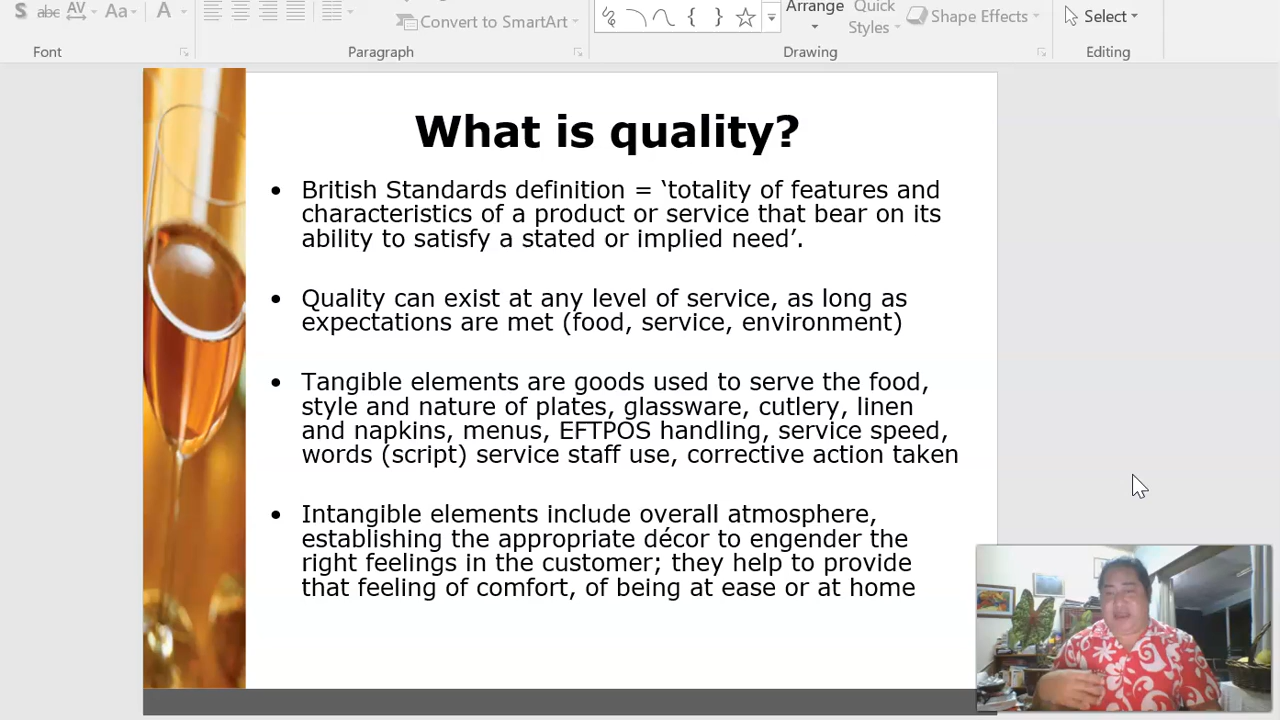 S abc AV Aa A
Convert to SmartArt
Arrange
Quick
Styles
Shape Effects
Select
Font
Paragraph
Drawing
Editing
What is quality?
• British Standards definition = ‘totality of features and
characteristics of a product or service that bear on its
ability to satisfy a stated or implied need’.
• Quality can exist at any level of service, as long as
expectations are met (food, service, environment)
• Tangible elements are goods used to serve the food,
style and nature of plates, glassware, cutlery, linen
and napkins, menus, EFTPOS handling, service speed,
words (script) service staff use, corrective action taken
• Intangible elements include overall atmosphere,
establishing the appropriate décor to engender the
right feelings in the customer; they help to provide
that feeling of comfort, of being at ease or at home